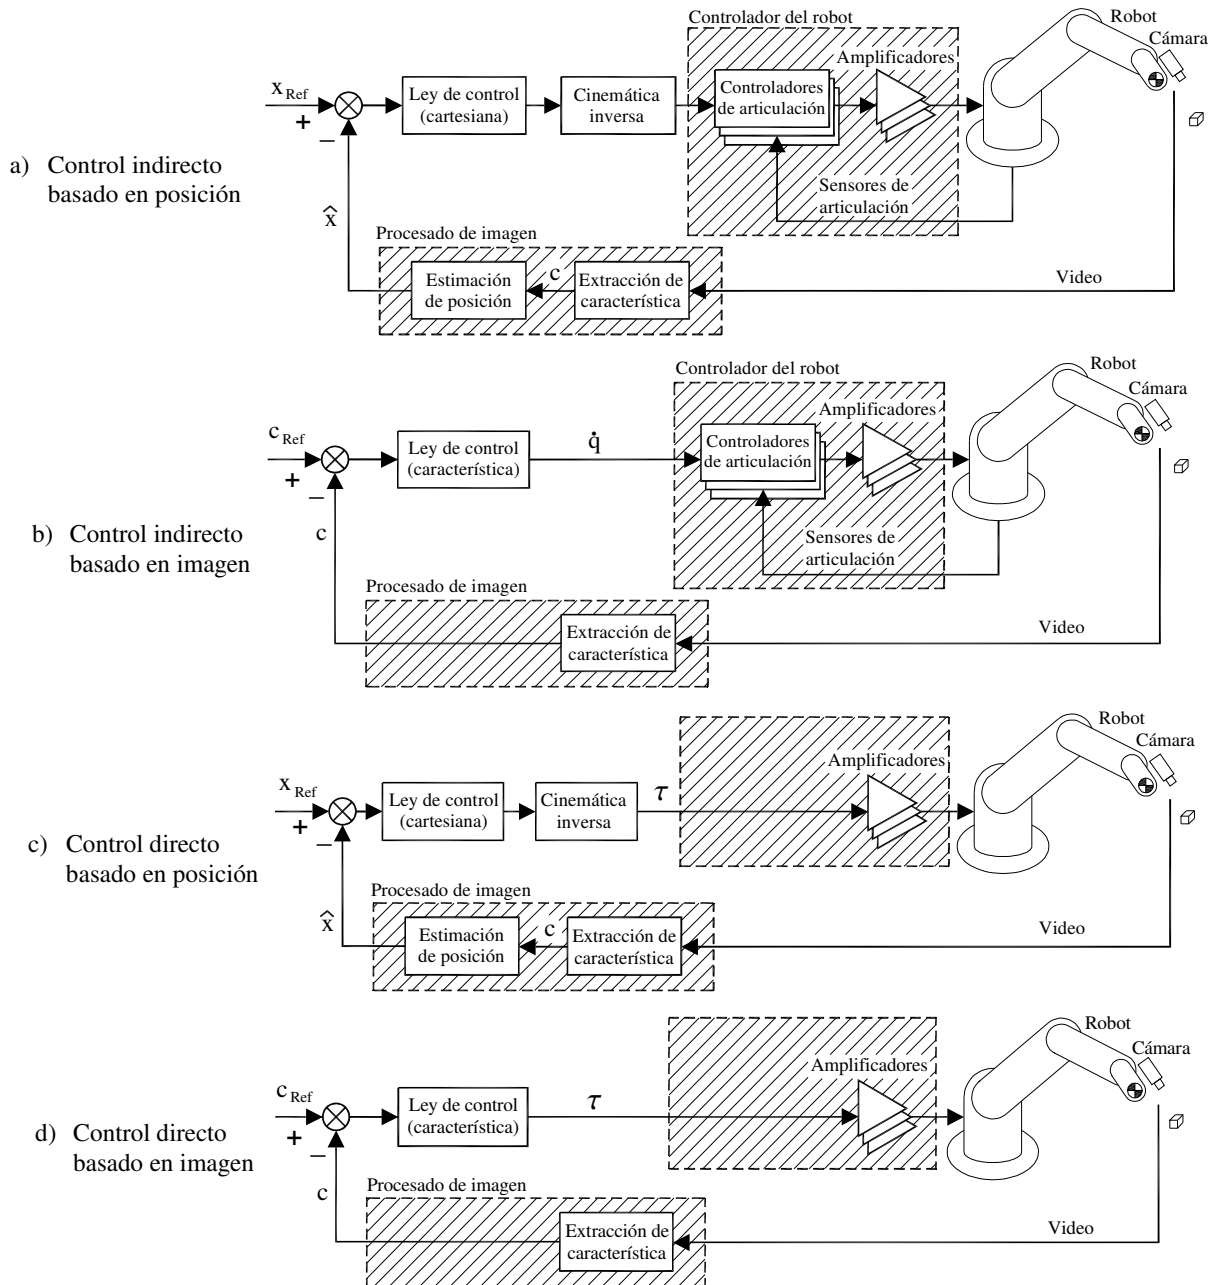 Controlador del robot
Robot
Cámara
Amplificadores
x Ref
+
−
Ley de control
(cartesiana)
Cinemática
inversa
Controladores
de articulación
a) Control indirecto
basado en posición
Sensores de
articulación
x̂
Procesado de imagen
Estimación
de posición
c
Extracción de
característica
Video
Controlador del robot
Robot
Cámara
Amplificadores
c Ref
+
−
Ley de control
(característica)
q̇
Controladores
de articulación
b) Control indirecto
basado en imagen
c
Sensores de
articulación
Procesado de imagen
Extracción de
característica
Video
Robot
Cámara
Amplificadores
x Ref
+
−
Ley de control
(cartesiana)
Cinemática
inversa
τ
c) Control directo
basado en posición
Procesado de imagen
x̂
Estimación
de posición
c
Extracción de
característica
Video
Robot
Cámara
Amplificadores
c Ref
+
−
Ley de control
(característica)
τ
d) Control directo
basado en imagen
c
Procesado de imagen
Extracción de
característica
Video